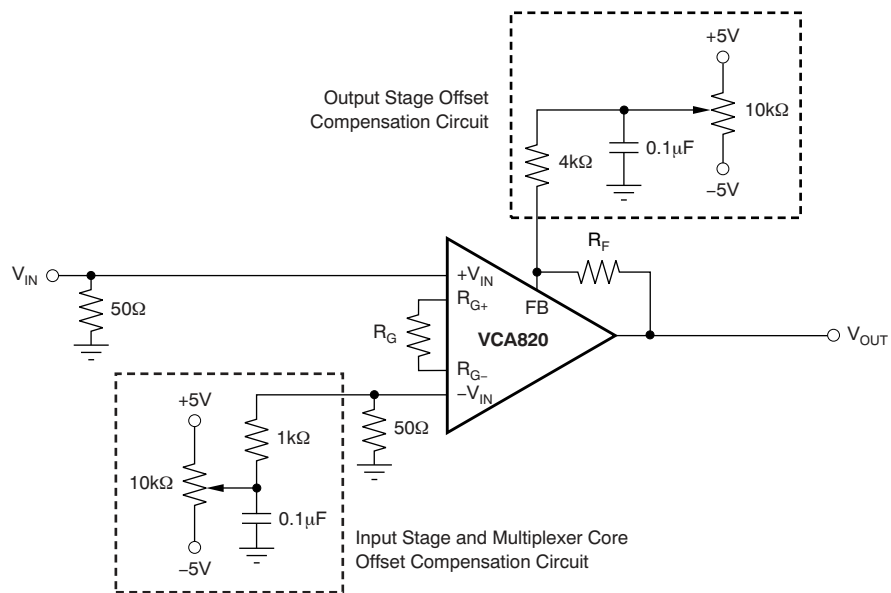 +5V
Output Stage Offset
Compensation Circuit
10kΩ
0.1μF
4kΩ
−5V
R_F
V_IN
+V_IN
FB
R_G+
50Ω
R_G
VCA820
V_OUT
R_G−
−V_IN
+5V
50Ω
1kΩ
10kΩ
0.1μF
−5V
Input Stage and Multiplexer Core
Offset Compensation Circuit